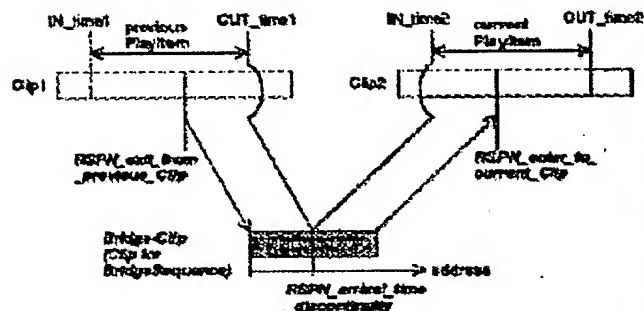 IN_time1
previous
PlayItem
OUT_time1
IN_time2
current
PlayItem
OUT_time2
Clip1
Clip2
RSPN_exit_from
_previous_Clip
RSPN_enter_to_
current_Clip
Bridge-Clip
(Clip for
BridgeSequence)
address
RSPN_arrival_time
discontinuity